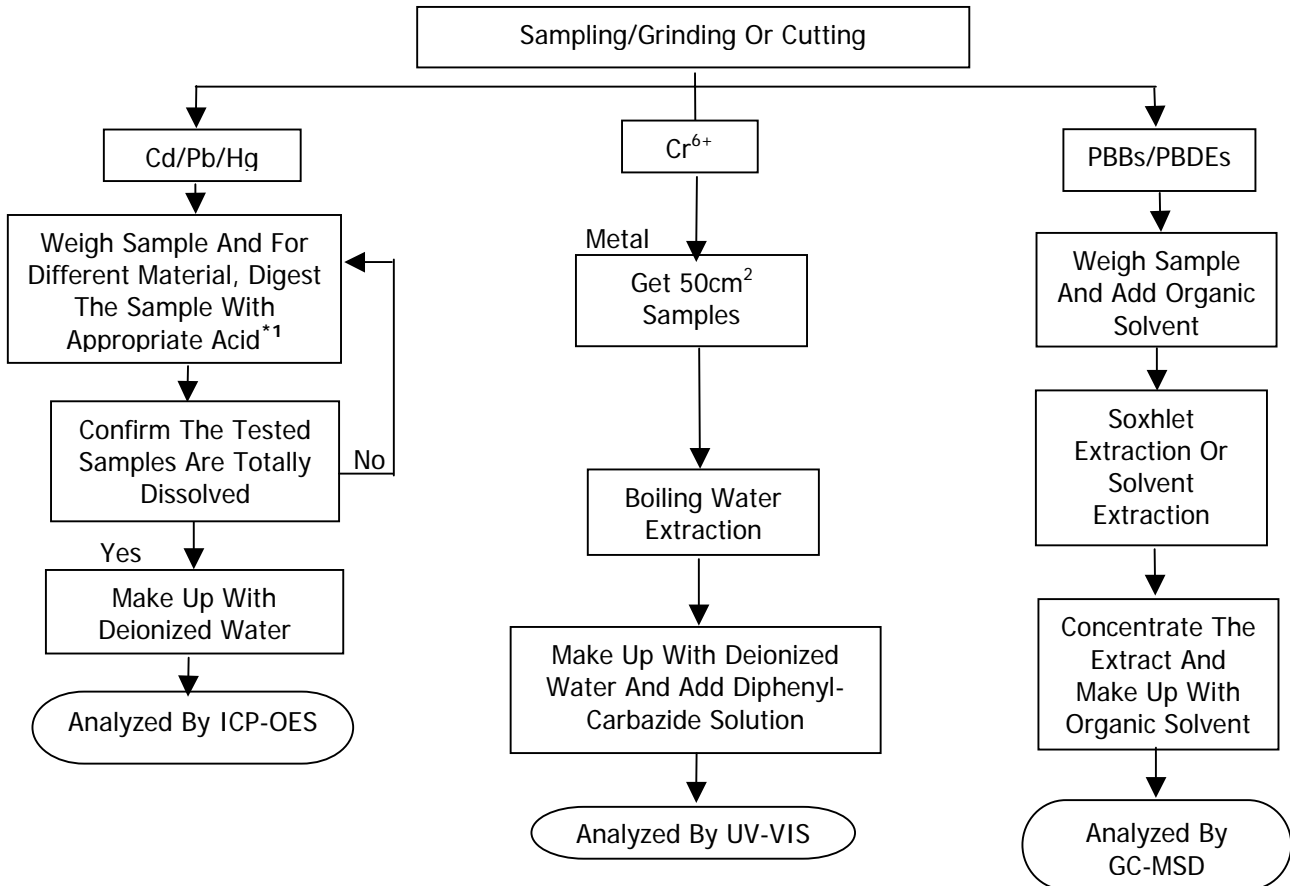 Sampling/Grinding Or Cutting
Cd/Pb/Hg
Weigh Sample And For
Different Material, Digest
The Sample With
Appropriate Acid*1
Confirm The Tested
Samples Are Totally
Dissolved
No
Yes
Make Up With
Deionized Water
Analyzed By ICP-OES
Cr6+
Metal
Get 50cm2
Samples
Boiling Water
Extraction
Make Up With Deionized
Water And Add Diphenyl-
Carbazide Solution
Analyzed By UV-VIS
PBBs/PBDEs
Weigh Sample
And Add Organic
Solvent
Soxhlet
Extraction Or
Solvent
Extraction
Concentrate The
Extract And
Make Up With
Organic Solvent
Analyzed By
GC-MSD